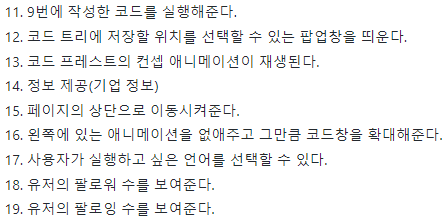 11. 9번에 작성한 코드를 실행해준다.
12. 코드 트리에 저장할 위치를 선택할 수 있는 팝업창을 띄운다.
13. 코드 프레스트의 컨셉 애니메이션이 재생된다.
14. 정보 제공(기업 정보)
15. 페이지의 상단으로 이동시켜준다.
16. 왼쪽에 있는 애니메이션을 없애주고 그만큼 코드창을 확대해준다.
17. 사용자가 실행하고 싶은 언어를 선택할 수 있다.
18. 유저의 팔로워 수를 보여준다.
19. 유저의 팔로잉 수를 보여준다.